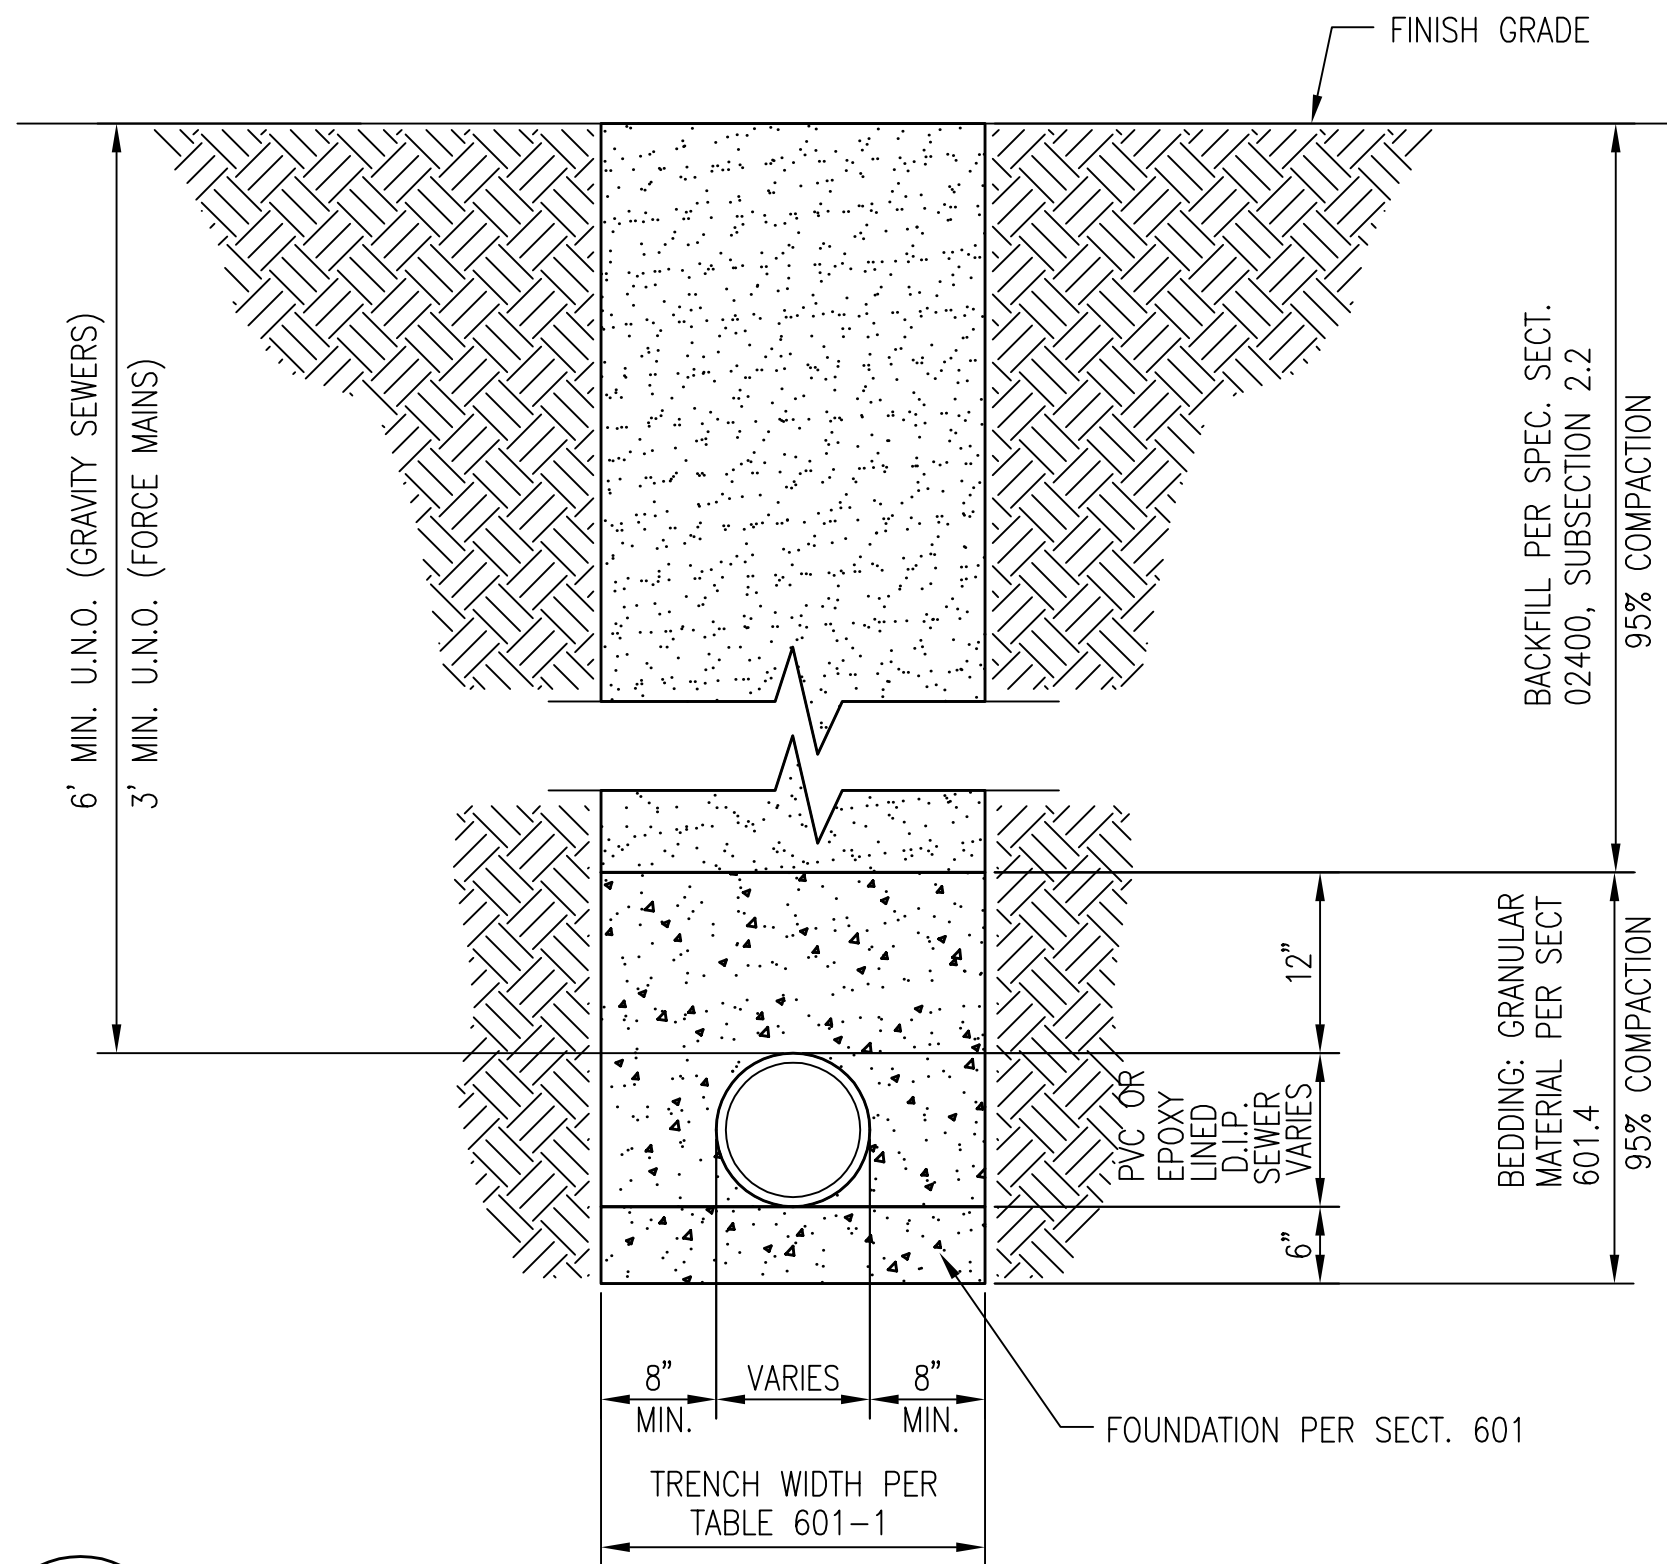 FINISH GRADE
6' MIN. U.N.O. (GRAVITY SEWERS)
3' MIN. U.N.O. (FORCE MAINS)
BACKFILL PER SPEC. SECT.
02400, SUBSECTION 2.2
95% COMPACTION
12"
PVC OR
EPOXY
LINED
D.I.P.
SEWER
VARIES
6"
BEDDING: GRANULAR
MATERIAL PER SECT
601.4
95% COMPACTION
8"
MIN.
VARIES
8"
MIN.
FOUNDATION PER SECT. 601
TRENCH WIDTH PER
TABLE 601-1